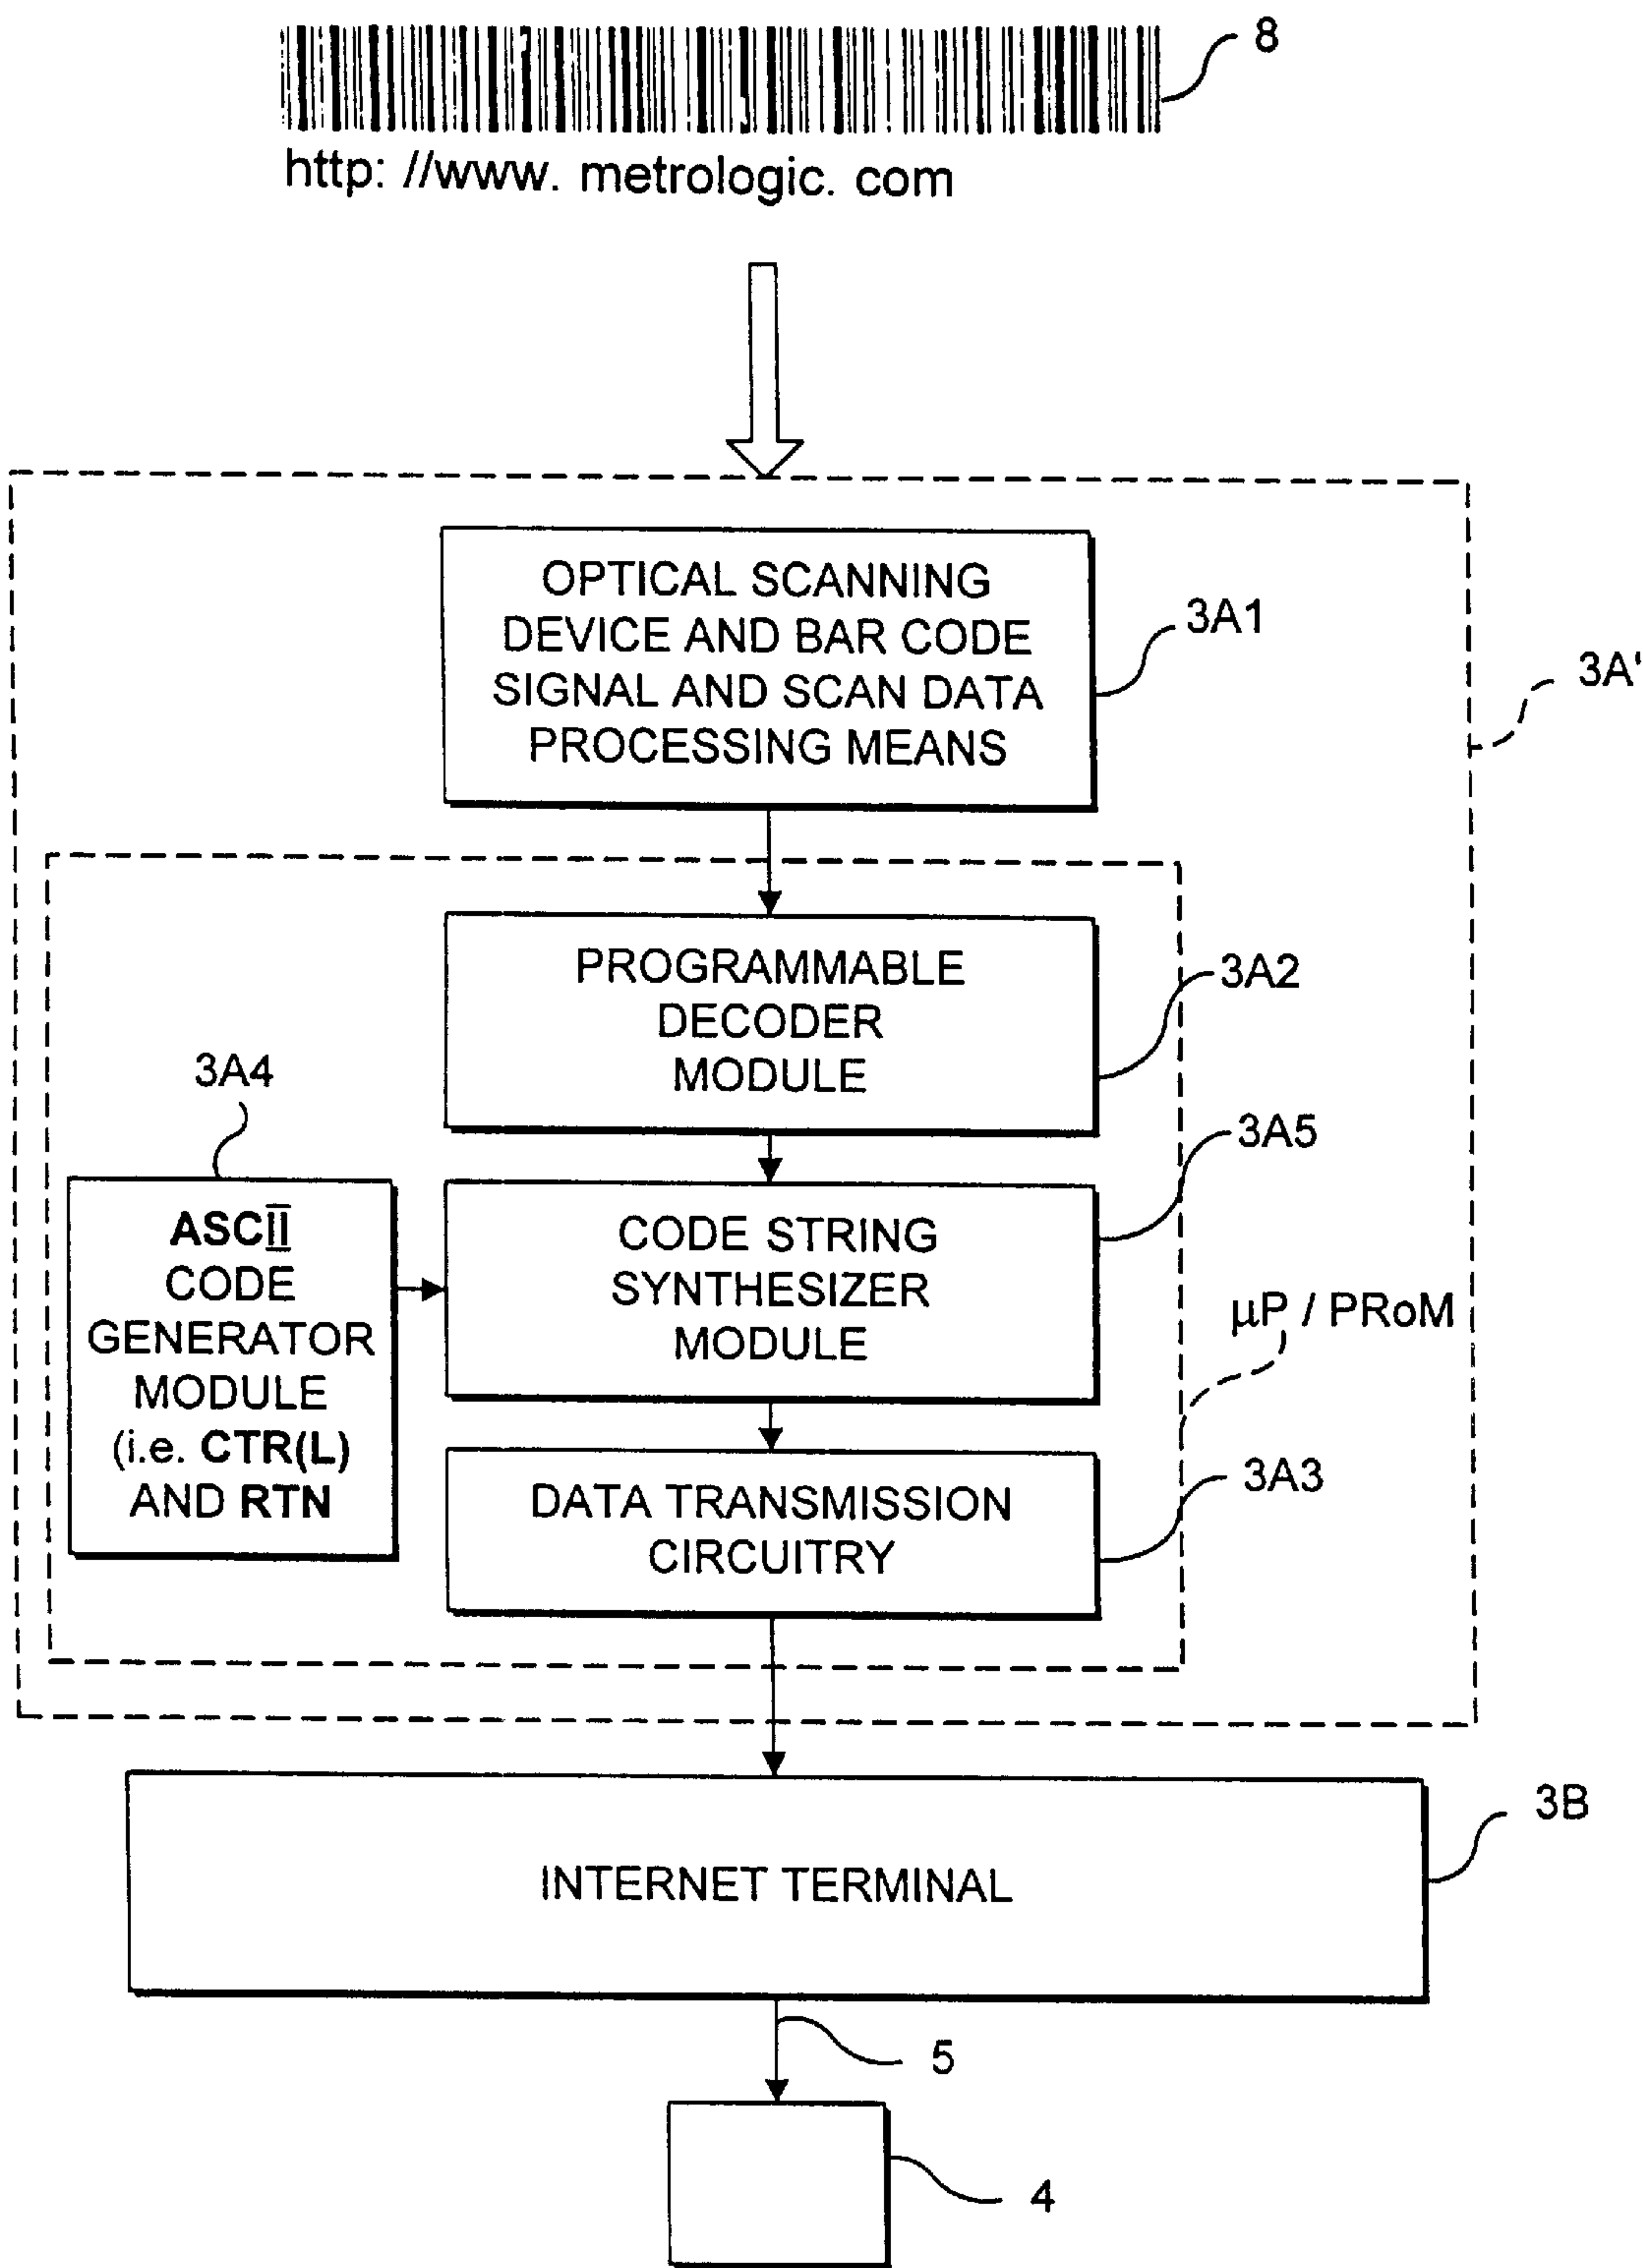 8
http: //www. metrologic. com
OPTICAL SCANNING
DEVICE AND BAR CODE
SIGNAL AND SCAN DATA
PROCESSING MEANS
3A1
3A'
PROGRAMMABLE
DECODER
MODULE
3A2
3A4
3A5
ASCII
CODE
GENERATOR
MODULE
(i.e. CTR(L)
AND RTN
CODE STRING
SYNTHESIZER
MODULE
µP / PRoM
DATA TRANSMISSION
CIRCUITRY
3A3
INTERNET TERMINAL
3B
5
4